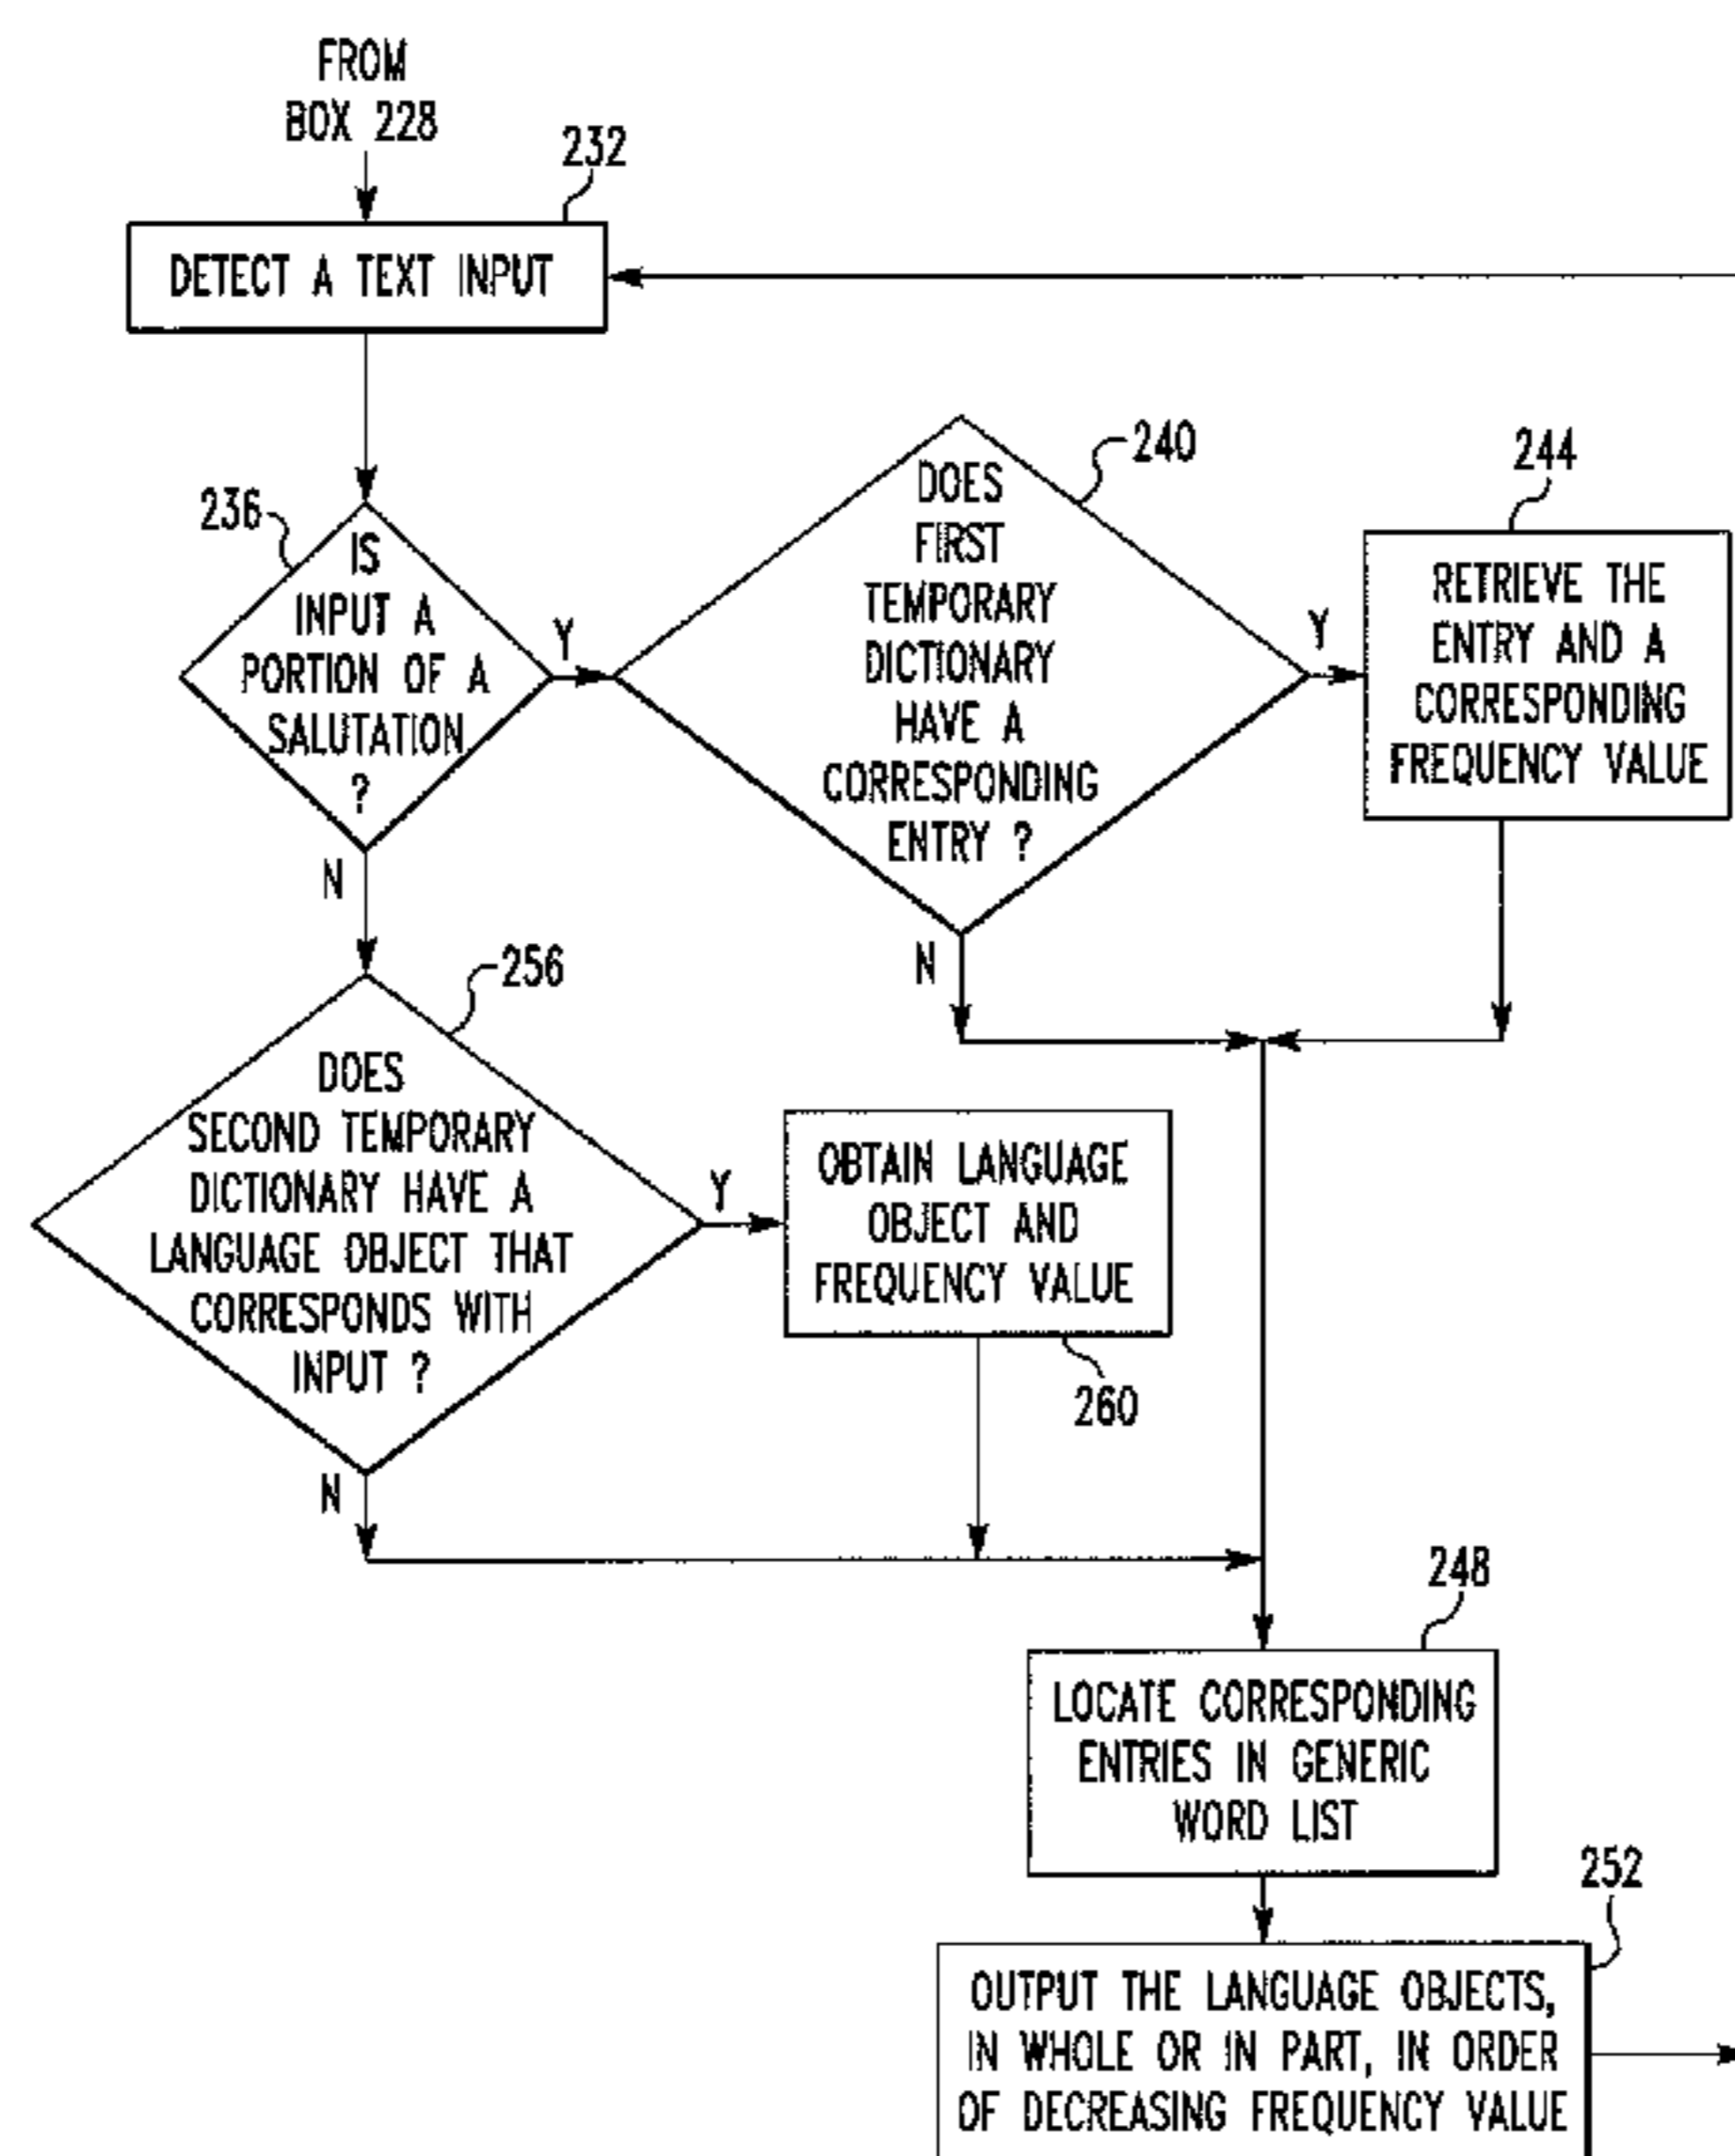 FROM
BOX 228
232
DETECT A TEXT INPUT
236
IS
INPUT A
PORTION OF A
SALUTATION
?
Y
N
240
DOES
FIRST
TEMPORARY
DICTIONARY
HAVE A
CORRESPONDING
ENTRY ?
Y
N
244
RETRIEVE THE
ENTRY AND A
CORRESPONDING
FREQUENCY VALUE
256
DOES
SECOND TEMPORARY
DICTIONARY HAVE A
LANGUAGE OBJECT THAT
CORRESPONDS WITH
INPUT ?
Y
N
OBTAIN LANGUAGE
OBJECT AND
FREQUENCY VALUE
260
248
LOCATE CORRESPONDING
ENTRIES IN GENERIC
WORD LIST
252
OUTPUT THE LANGUAGE OBJECTS,
IN WHOLE OR IN PART, IN ORDER
OF DECREASING FREQUENCY VALUE